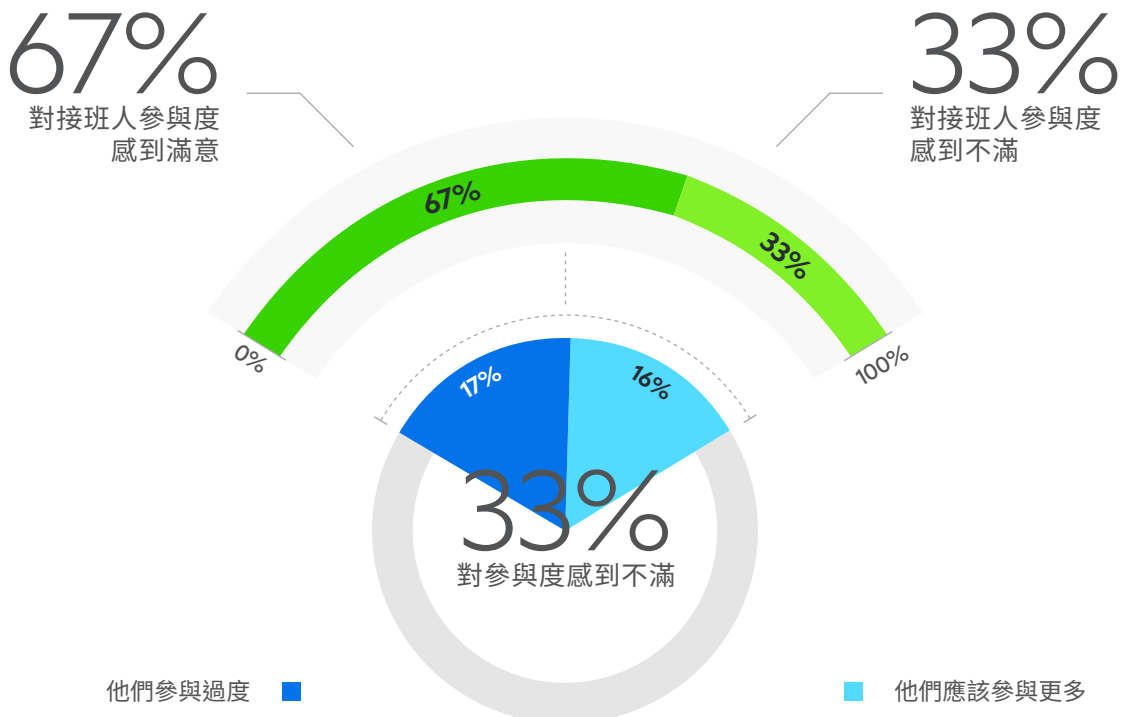 67%
對接班人參與度
感到滿意
33%
對接班人參與度
感到不滿
67%
33%
0%
100%
17%
16%
33%
對參與度感到不滿
他們參與過度
他們應該參與更多